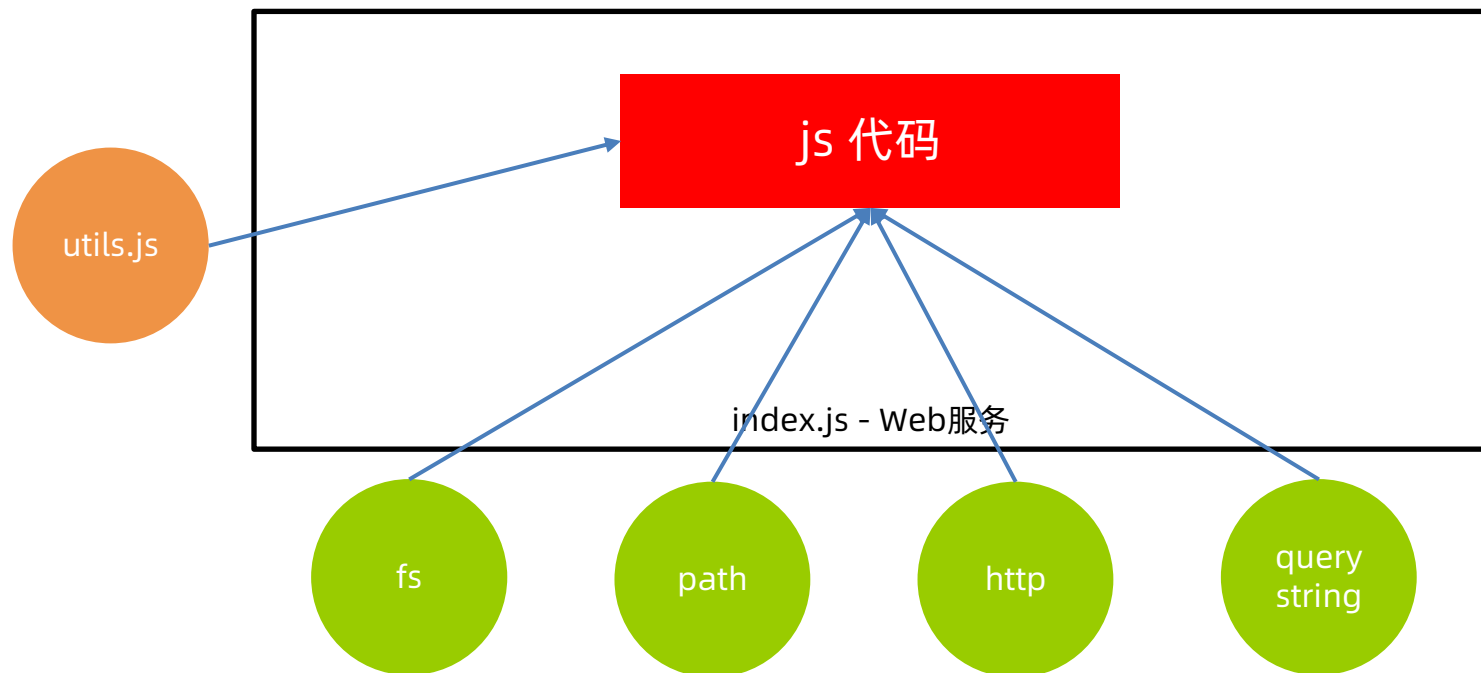 js 代码
utils.js
index.js - Web服务
fs
path
http
query
string